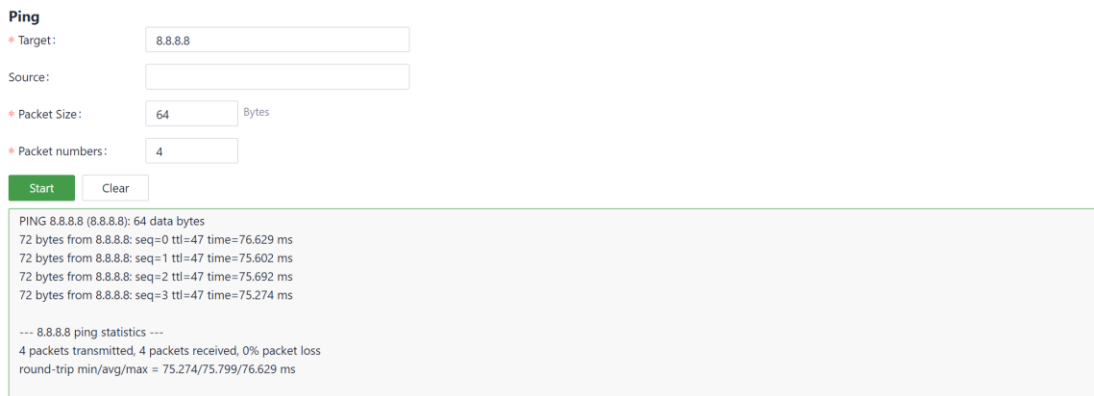 Ping
* Target:
8.8.8.8
Source:
* Packet Size:
64
Bytes
* Packet numbers:
4
Start
Clear
PING 8.8.8.8 (8.8.8.8): 64 data bytes
72 bytes from 8.8.8.8: seq=0 ttl=47 time=76.629 ms
72 bytes from 8.8.8.8: seq=1 ttl=47 time=75.602 ms
72 bytes from 8.8.8.8: seq=2 ttl=47 time=75.692 ms
72 bytes from 8.8.8.8: seq=3 ttl=47 time=75.274 ms
--- 8.8.8.8 ping statistics ---
4 packets transmitted, 4 packets received, 0% packet loss
round-trip min/avg/max = 75.274/75.799/76.629 ms